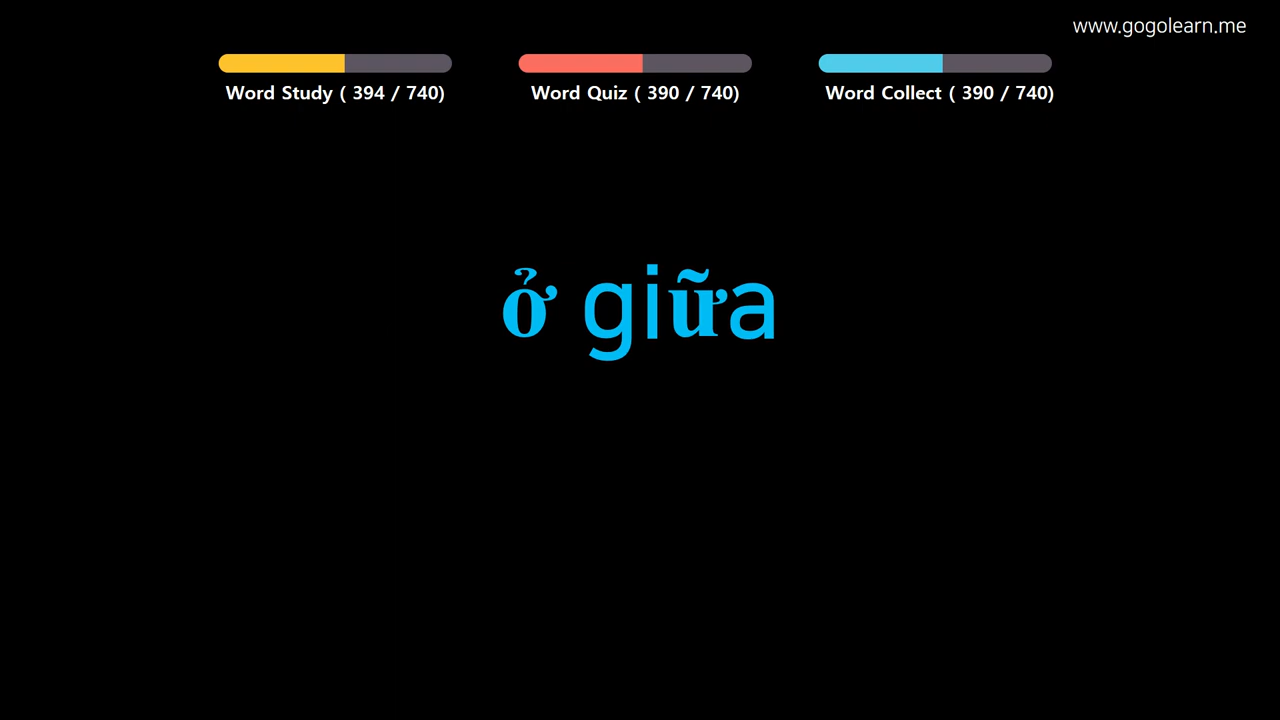 www.gogolearn.me
Word Study ( 394 / 740)
Word Quiz ( 390 / 740)
Word Collect ( 390 / 740)
ở giữa